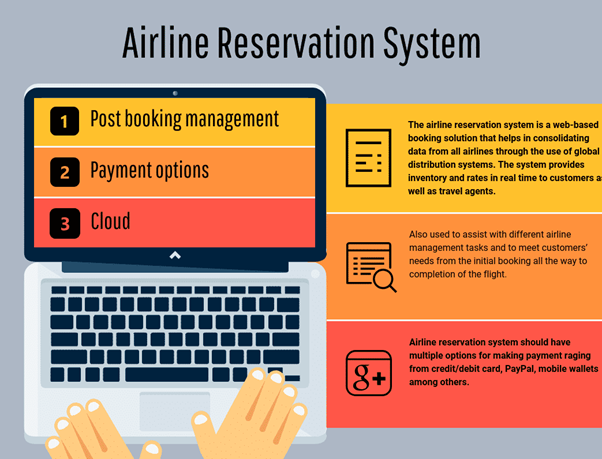 Airline Reservation System
1 Post booking management
2 Payment options
3 Cloud
The airline reservation system is a web-based
booking solution that helps in consolidating
data from all airlines through the use of global
distribution systems. The system provides
inventory and rates in real time to customers as
well as travel agents.
Also used to assist with different airline
management tasks and to meet customers'
needs from the initial booking all the way to
completion of the flight.
g+
Airline reservation system should have
multiple options for making payment raging
from credit/debit card, PayPal, mobile wallets
among others.